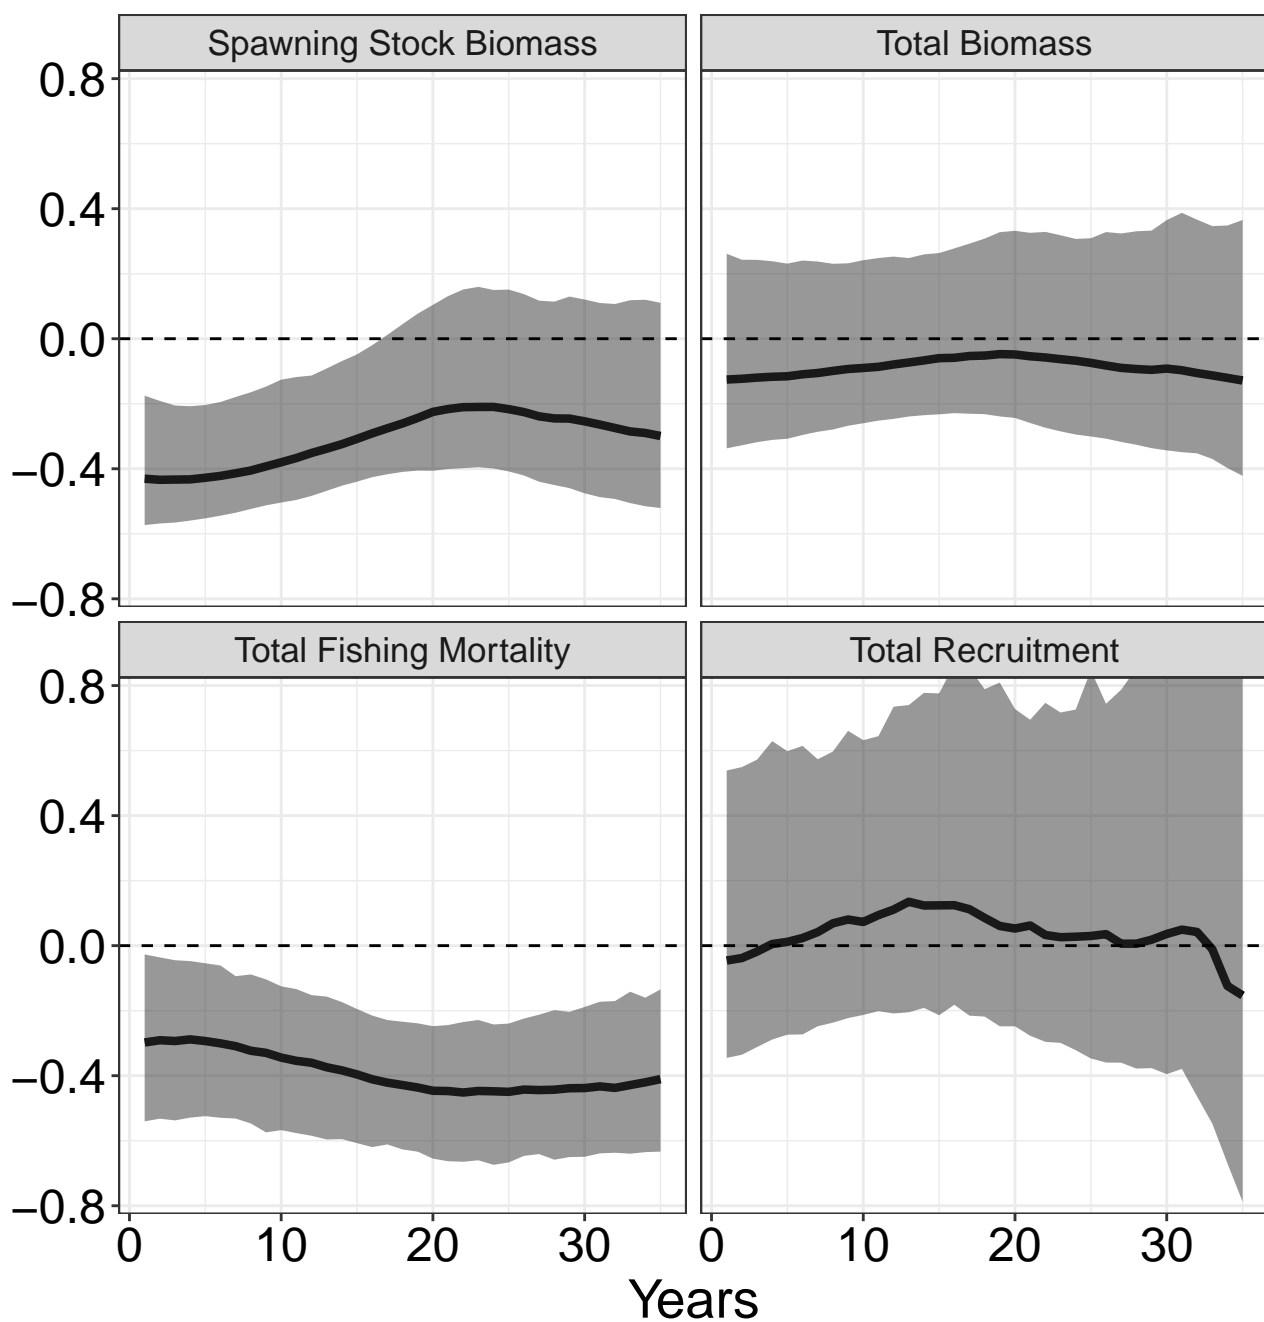 Spawning Stock Biomass
Total Biomass
0.8
0.4
0.0
−0.4
−0.8
Total Fishing Mortality
Total Recruitment
0.8
0.4
0.0
−0.4
−0.8
0 10 20 30
0 10 20 30
Years